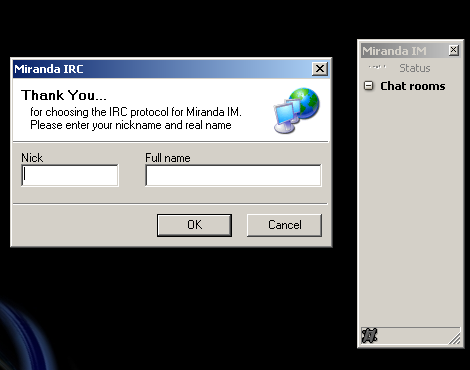 Miranda IRC
Thank You...
for choosing the IRC protocol for Miranda IM.
Please enter your nickname and real name
Nick
Full name
OK
Cancel
Miranda IM
Status
Chat rooms